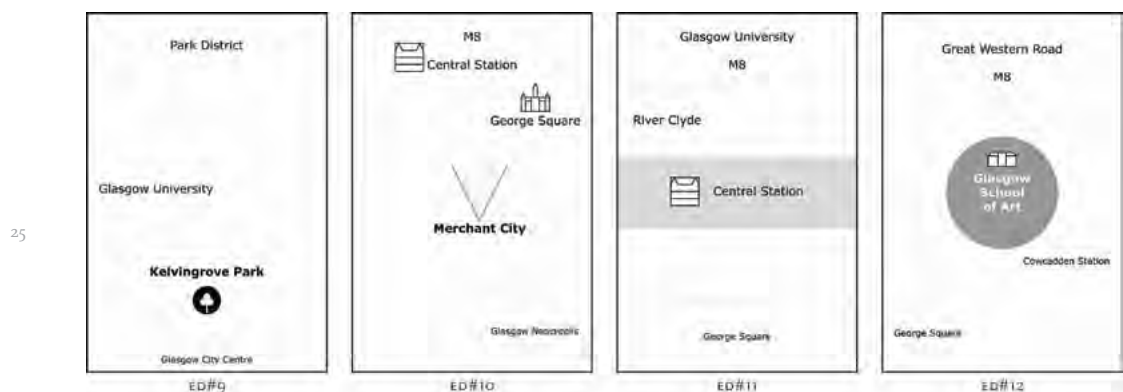 25
Park District
Glasgow University
Kelvingrove Park
Glasgow City Centre
ED#9
M8
Central Station
George Square
Merchant City
Glasgow Necropolis
ED#10
Glasgow University
M8
River Clyde
Central Station
George Square
ED#11
Great Western Road
M8
Glasgow
School
of Art
Cowcadden Station
George Square
ED#12